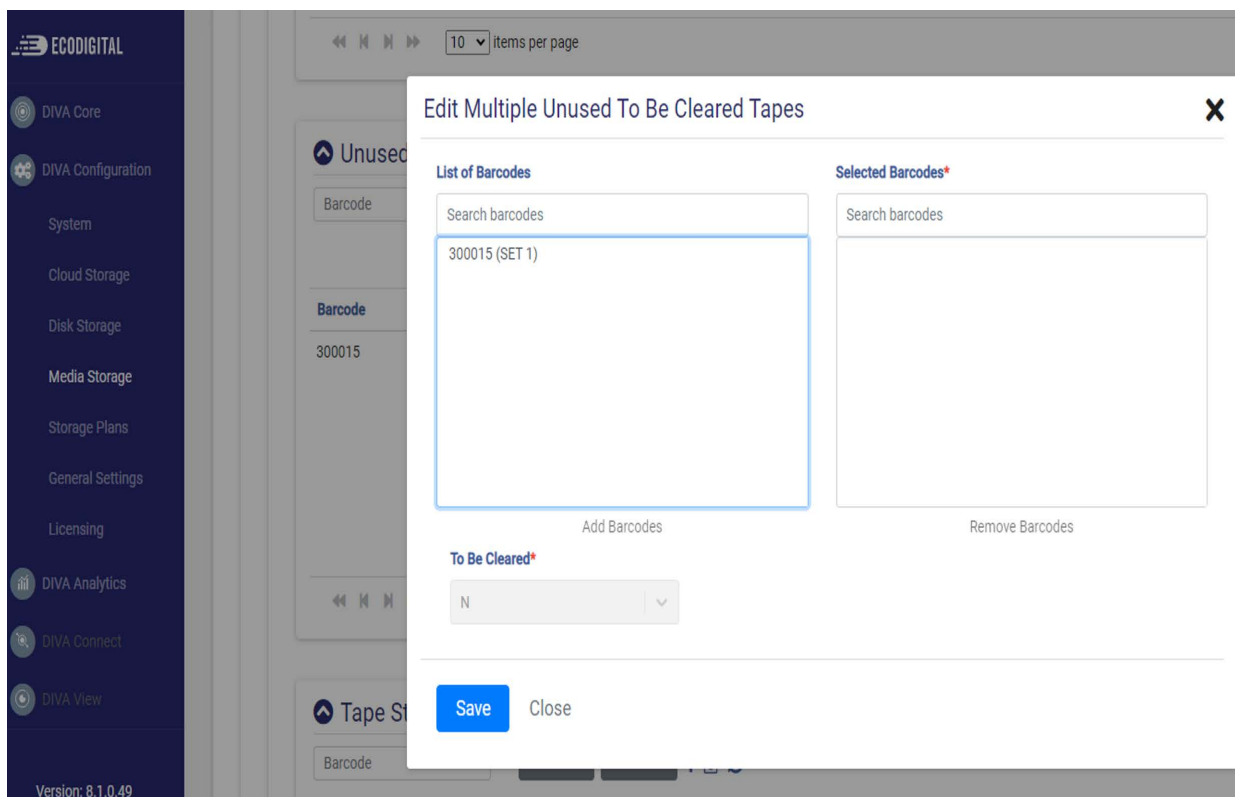 ECODIGITAL
DIVA Core
DIVA Configuration
System
Cloud Storage
Disk Storage
Media Storage
Storage Plans
General Settings
Licensing
DIVA Analytics
DIVA Connect
DIVA View
Version: 8.1.0.49
10 items per page
Unused
Barcode
Barcode
300015
Tape St
Barcode
Edit Multiple Unused To Be Cleared Tapes
List of Barcodes
Search barcodes
300015 (SET 1)
Add Barcodes
Selected Barcodes*
Search barcodes
Remove Barcodes
To Be Cleared*
N
Save
Close